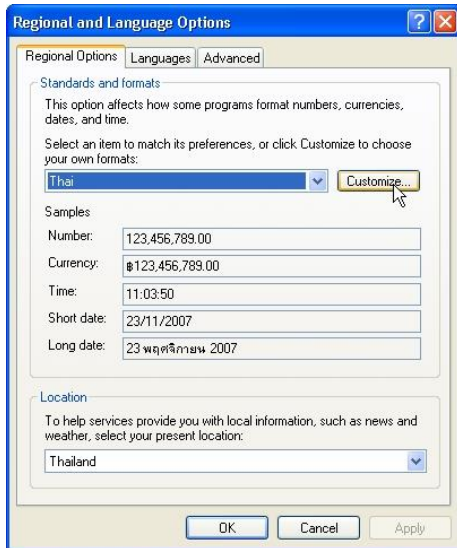 Regional and Language Options
Regional Options Languages Advanced
Standards and formats
This option affects how some programs format numbers, currencies,
dates, and time.
Select an item to match its preferences, or click Customize to choose
your own formats:
Thai Customize...
Samples
Number: 123,456,789.00
Currency: ฿123,456,789.00
Time: 11:03:50
Short date: 23/11/2007
Long date: 23 พฤศจิกายน 2007
Location
To help services provide you with local information, such as news and
weather, select your present location:
Thailand
OK Cancel Apply